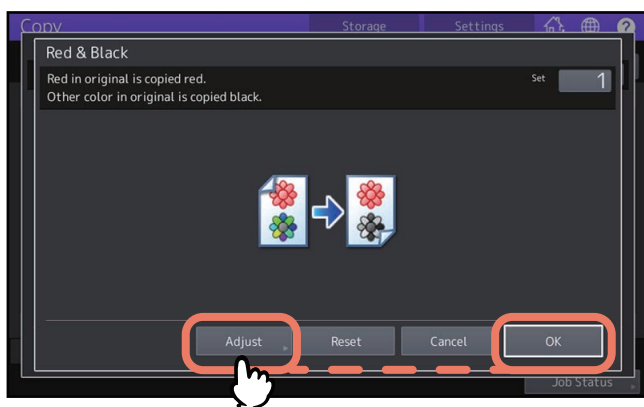 Copy
Storage
Settings
Red & Black
Red in original is copied red.
Other color in original is copied black.
Set
1
Adjust
Reset
Cancel
OK
Job Status